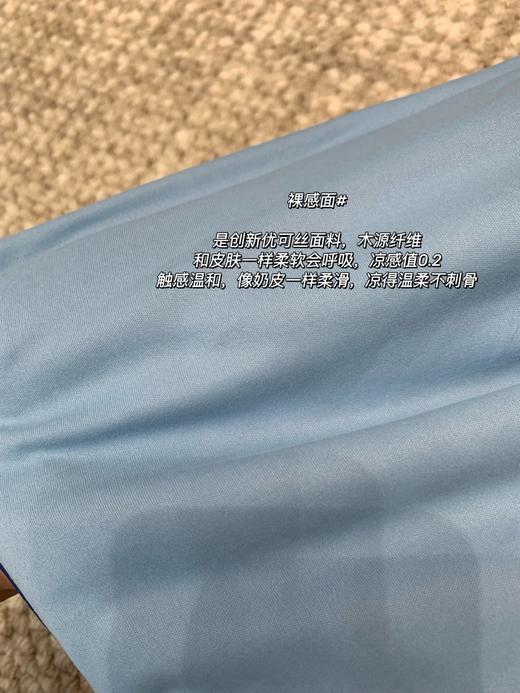 裸感面#
是创新优可丝面料，木源纤维
和皮肤一样柔软会呼吸，凉感值0.2
触感温和，像奶皮一样柔滑，凉得温柔不刺骨